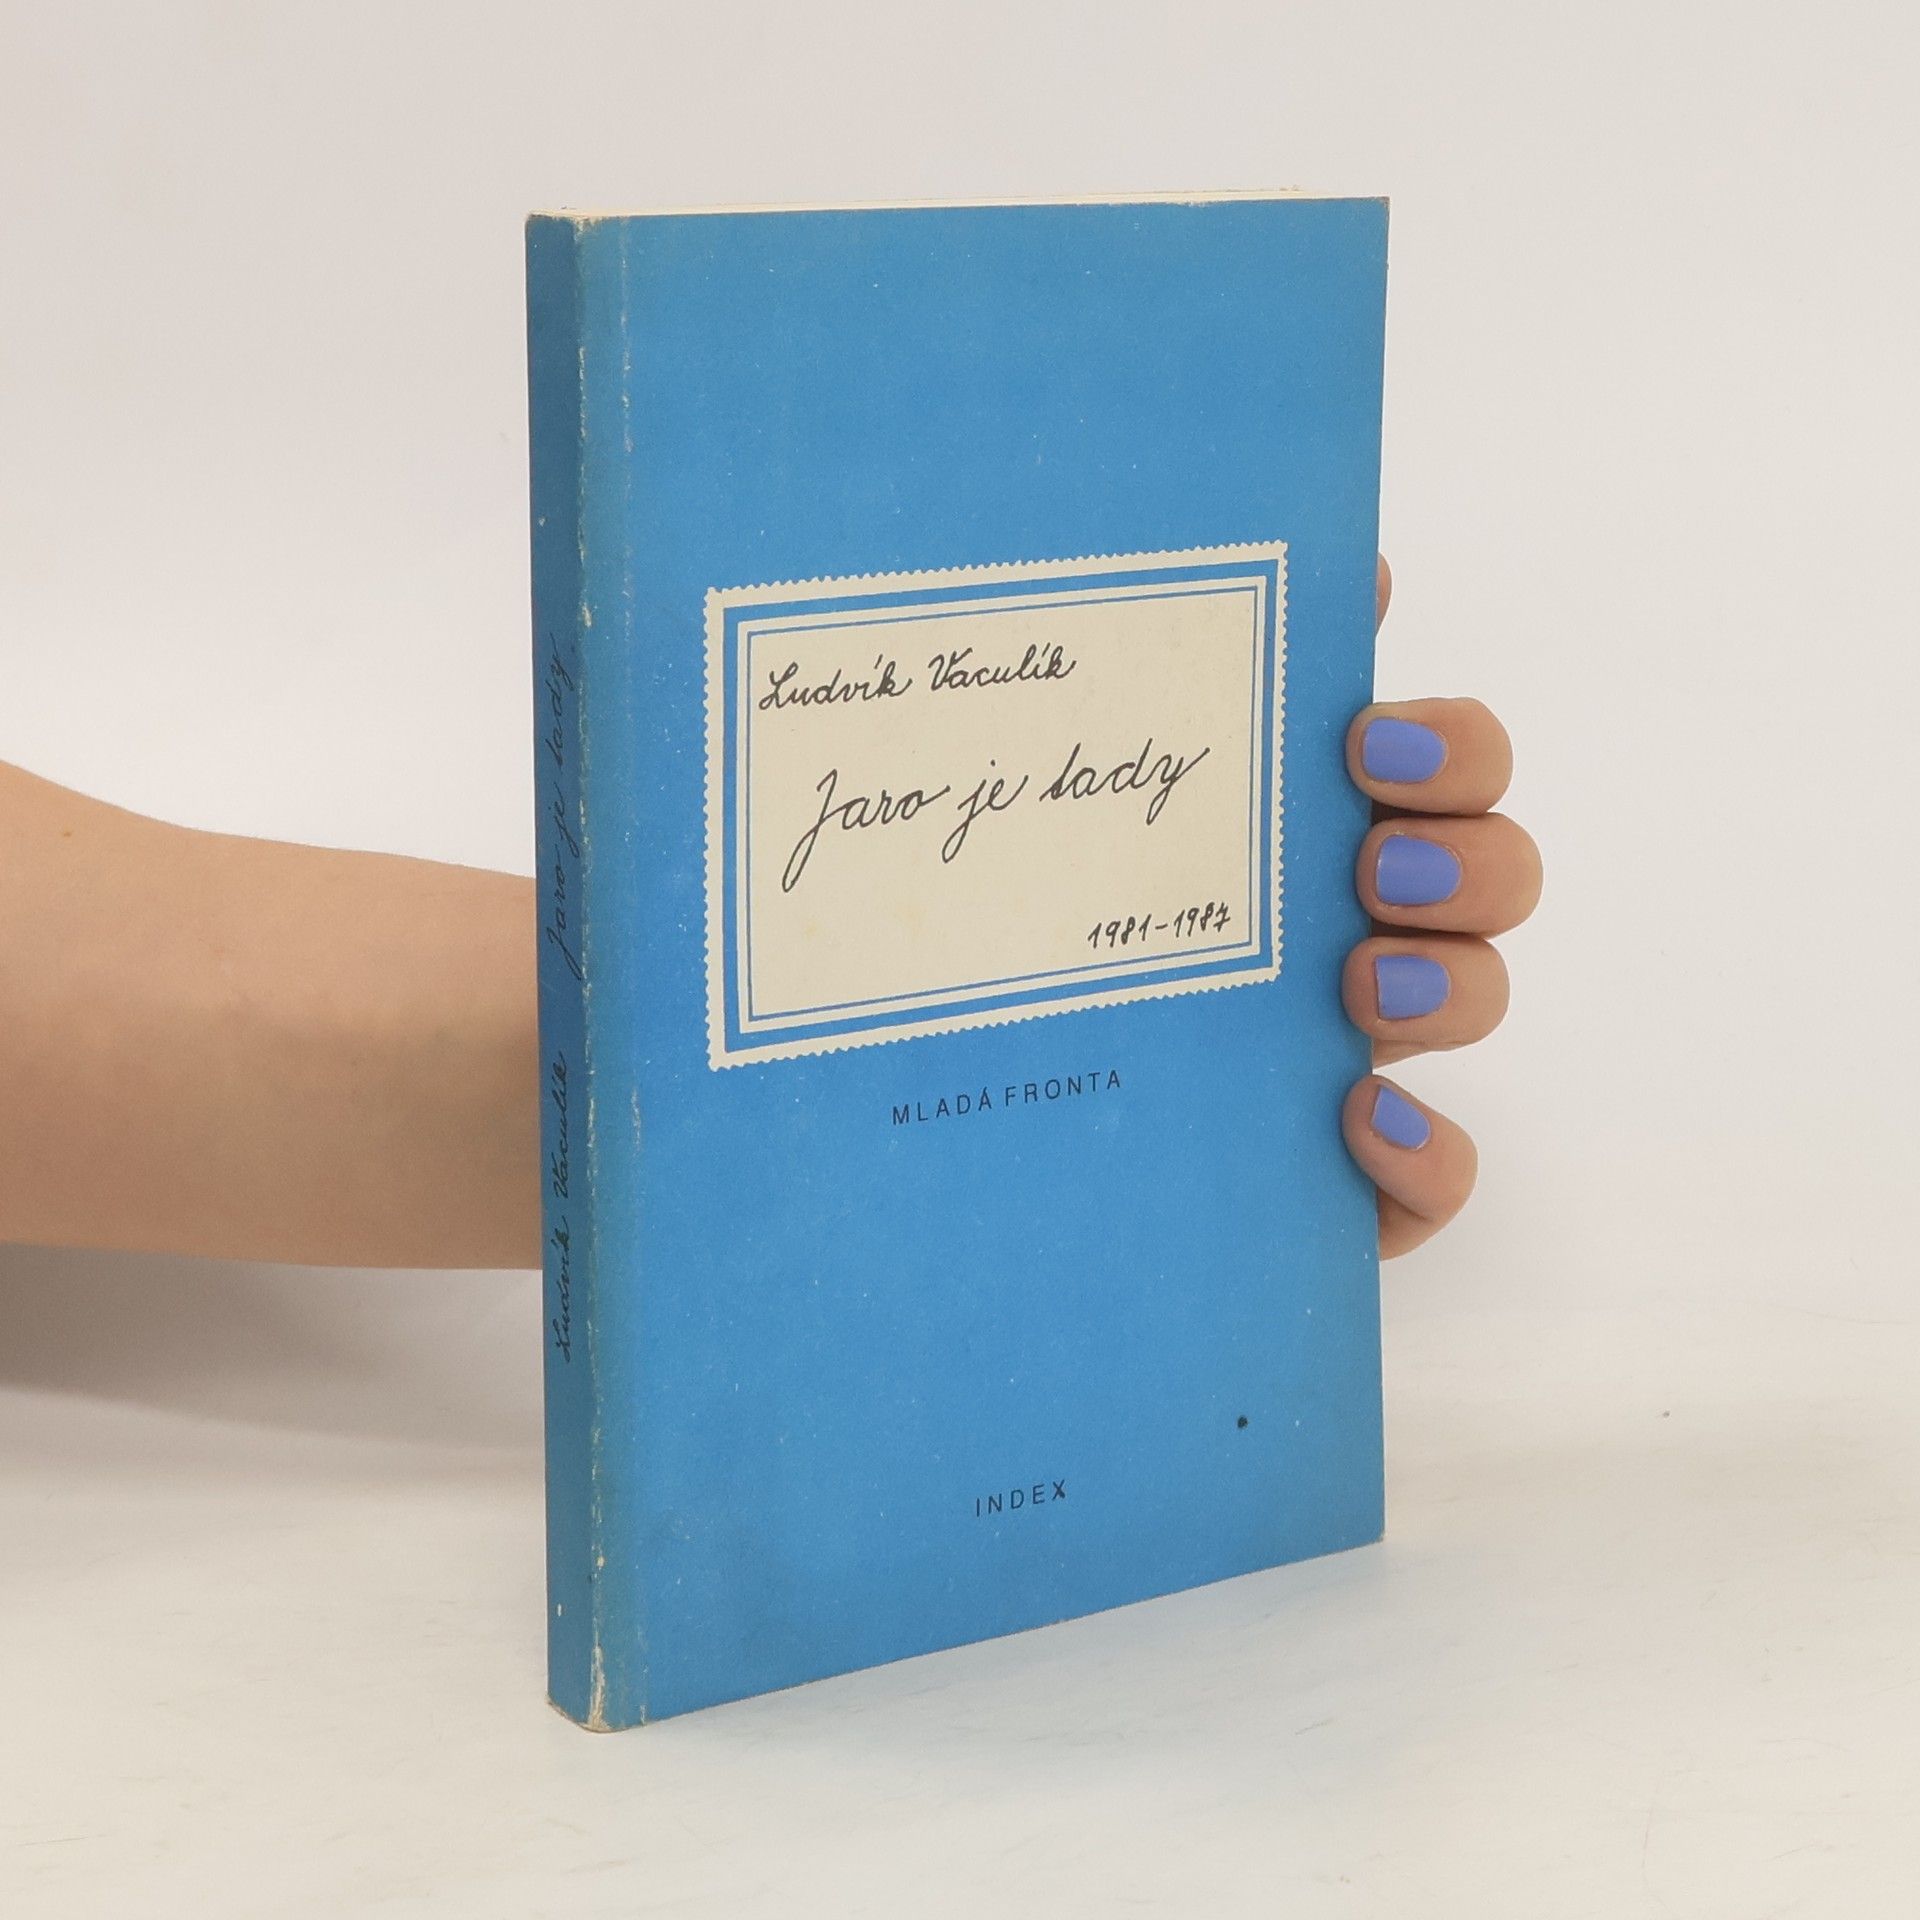 Ludvík Vaculík
Jaro je tady
1981-1987
MLADÁ FRONTA
INDEX
Ludvík Vaculík Jaro je tady